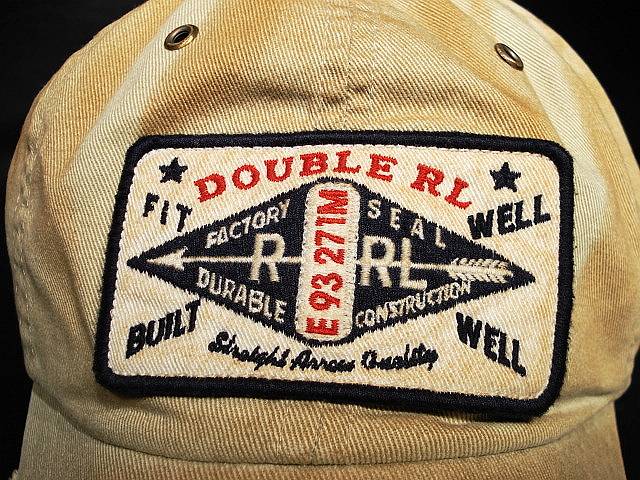 DOUBLE RL
FIT WELL
FACTORY SEAL
R RL
E 93 271M
DURABLE CONSTRUCTION
BUILT WELL
Straight Arrow Quality